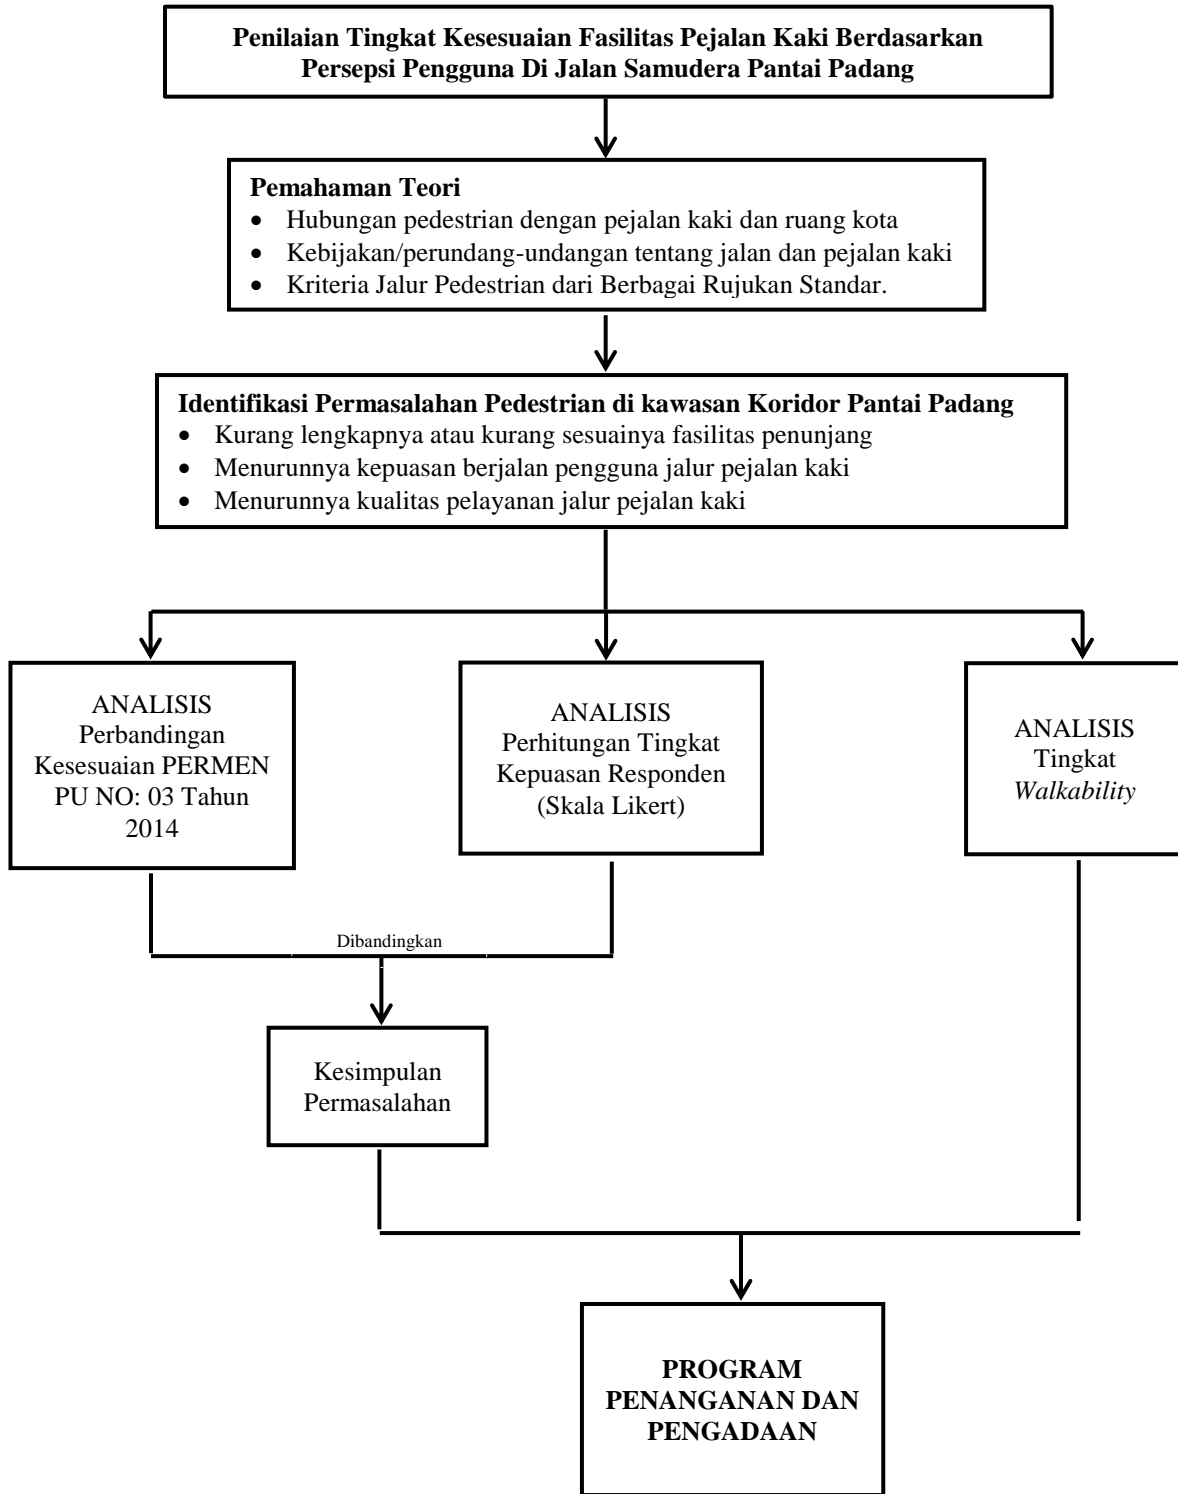 Penilaian Tingkat Kesesuaian Fasilitas Pejalan Kaki Berdasarkan
Persepsi Pengguna Di Jalan Samudera Pantai Padang
Pemahaman Teori
• Hubungan pedestrian dengan pejalan kaki dan ruang kota
• Kebijakan/perundang-undangan tentang jalan dan pejalan kaki
• Kriteria Jalur Pedestrian dari Berbagai Rujukan Standar.
Identifikasi Permasalahan Pedestrian di kawasan Koridor Pantai Padang
• Kurang lengkapnya atau kurang sesuainya fasilitas penunjang
• Menurunnya kepuasan berjalan pengguna jalur pejalan kaki
• Menurunnya kualitas pelayanan jalur pejalan kaki
ANALISIS
Perbandingan
Kesesuaian PERMEN
PU NO: 03 Tahun
2014
ANALISIS
Perhitungan Tingkat
Kepuasan Responden
(Skala Likert)
ANALISIS
Tingkat
Walkability
Dibandingkan
Kesimpulan
Permasalahan
PROGRAM
PENANGANAN DAN
PENGADAAN